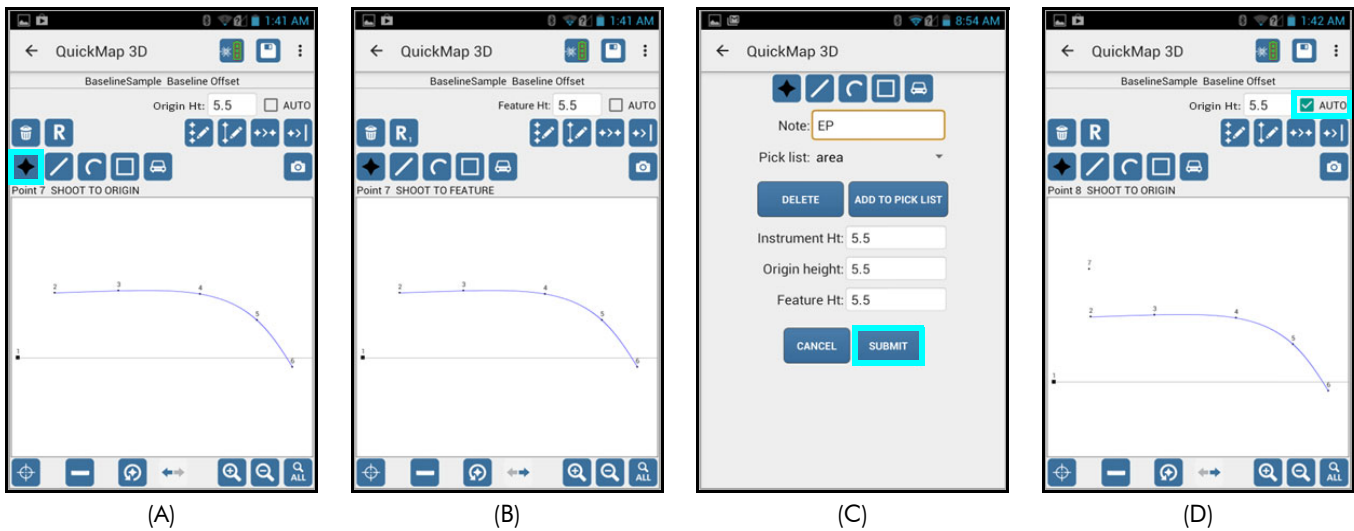 1:41 AM
QuickMap 3D
BaselineSample Baseline Offset
Origin Ht: 5.5 AUTO
R
Point 7 SHOOT TO ORIGIN
2 3 4
5
1
6
ALL
(A)
1:41 AM
QuickMap 3D
BaselineSample Baseline Offset
Feature Ht: 5.5 AUTO
R1
Point 7 SHOOT TO FEATURE
2 3 4
5
1
6
ALL
(B)
8:54 AM
QuickMap 3D
Note: EP
Pick list: area
DELETE ADD TO PICK LIST
Instrument Ht: 5.5
Origin height: 5.5
Feature Ht: 5.5
CANCEL SUBMIT
(C)
1:42 AM
QuickMap 3D
BaselineSample Baseline Offset
Origin Ht: 5.5 AUTO
R
Point 8 SHOOT TO ORIGIN
7
2 3 4
5
1
6
ALL
(D)